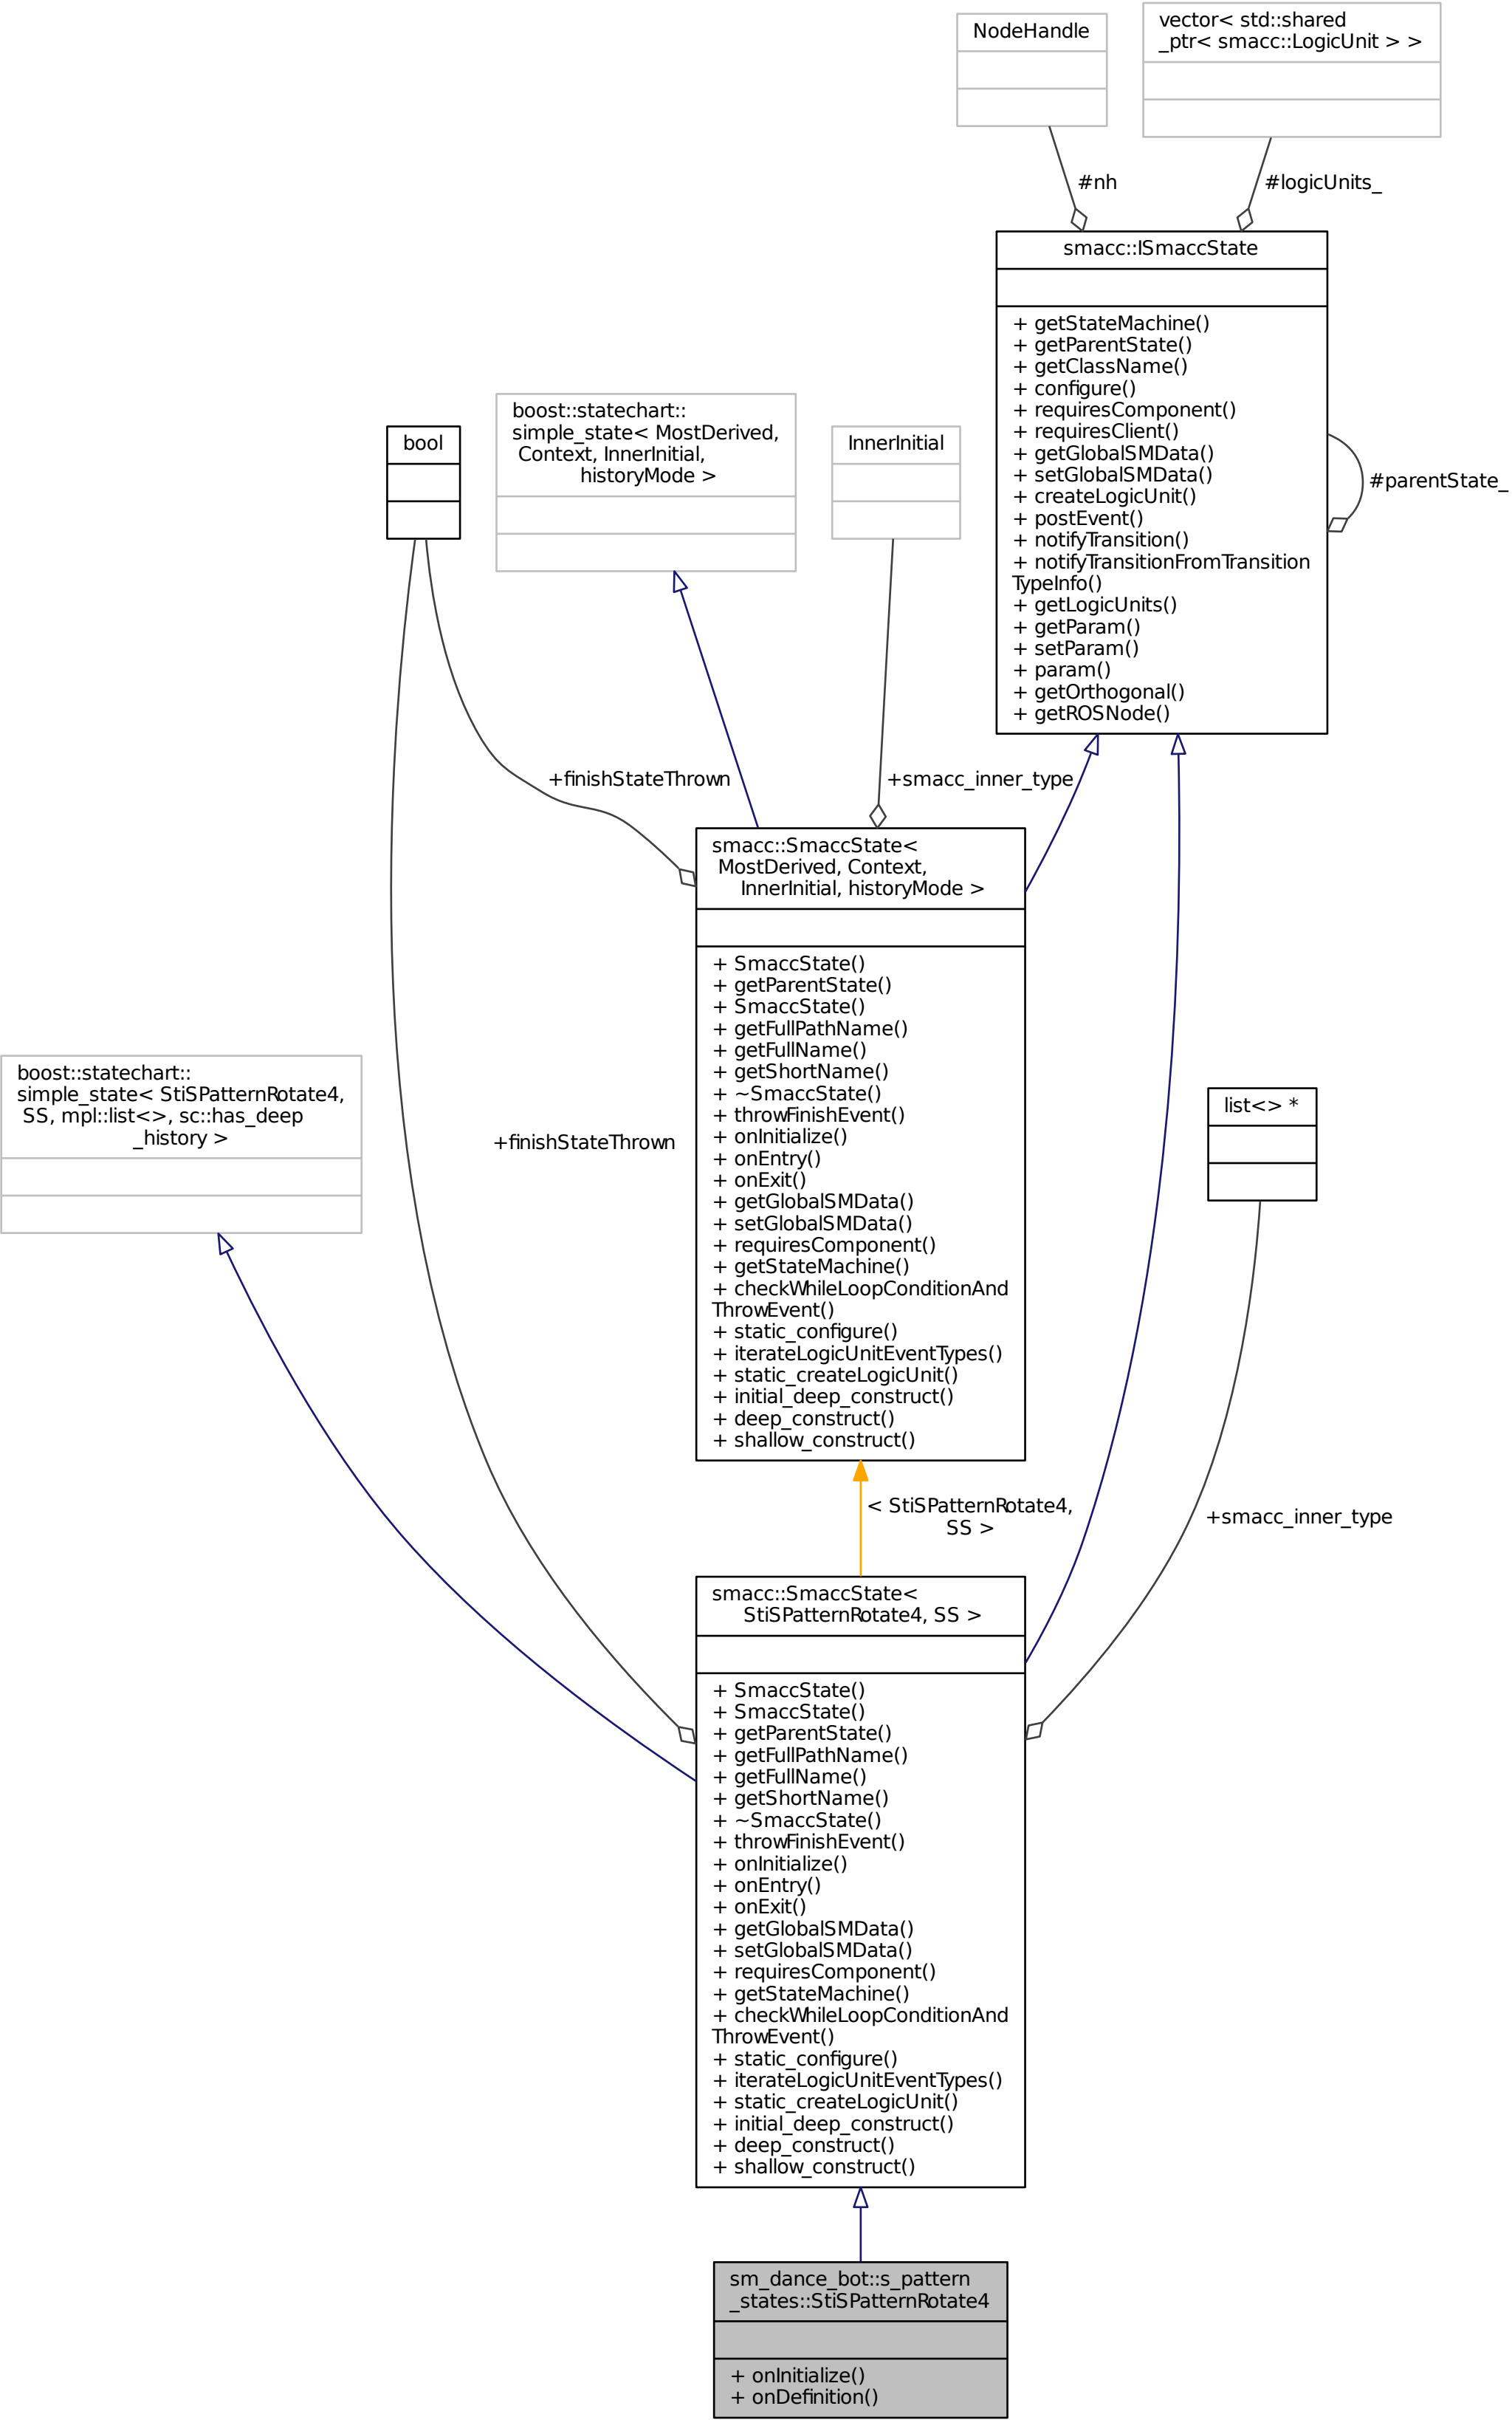 NodeHandle
vector< std::shared
_ptr< smacc::LogicUnit > >
#nh
#logicUnits_
smacc::ISmaccState
+ getStateMachine()
+ getParentState()
+ getClassName()
+ configure()
+ requiresComponent()
+ requiresClient()
+ getGlobalSMData()
+ setGlobalSMData()
+ createLogicUnit()
+ postEvent()
+ notifyTransition()
+ notifyTransitionFromTransition
TypeInfo()
+ getLogicUnits()
+ getParam()
+ setParam()
+ param()
+ getOrthogonal()
+ getROSNode()
#parentState_
bool
boost::statechart::
simple_state< MostDerived,
Context, InnerInitial,
historyMode >
InnerInitial
+finishStateThrown
+smacc_inner_type
smacc::SmaccState<
MostDerived, Context,
InnerInitial, historyMode >
+ SmaccState()
+ getParentState()
+ SmaccState()
+ getFullPathName()
+ getFullName()
+ getShortName()
+ ~SmaccState()
+ throwFinishEvent()
+ onInitialize()
+ onEntry()
+ onExit()
+ getGlobalSMData()
+ setGlobalSMData()
+ requiresComponent()
+ getStateMachine()
+ checkWhileLoopConditionAnd
ThrowEvent()
+ static_configure()
+ iterateLogicUnitEventTypes()
+ static_createLogicUnit()
+ initial_deep_construct()
+ deep_construct()
+ shallow_construct()
boost::statechart::
simple_state< StiSPatternRotate4,
SS, mpl::list<>, sc::has_deep
_history >
+finishStateThrown
list<> *
< StiSPatternRotate4,
SS >
+smacc_inner_type
smacc::SmaccState<
StiSPatternRotate4, SS >
+ SmaccState()
+ SmaccState()
+ getParentState()
+ getFullPathName()
+ getFullName()
+ getShortName()
+ ~SmaccState()
+ throwFinishEvent()
+ onInitialize()
+ onEntry()
+ onExit()
+ getGlobalSMData()
+ setGlobalSMData()
+ requiresComponent()
+ getStateMachine()
+ checkWhileLoopConditionAnd
ThrowEvent()
+ static_configure()
+ iterateLogicUnitEventTypes()
+ static_createLogicUnit()
+ initial_deep_construct()
+ deep_construct()
+ shallow_construct()
sm_dance_bot::s_pattern
_states::StiSPatternRotate4
+ onInitialize()
+ onDefinition()